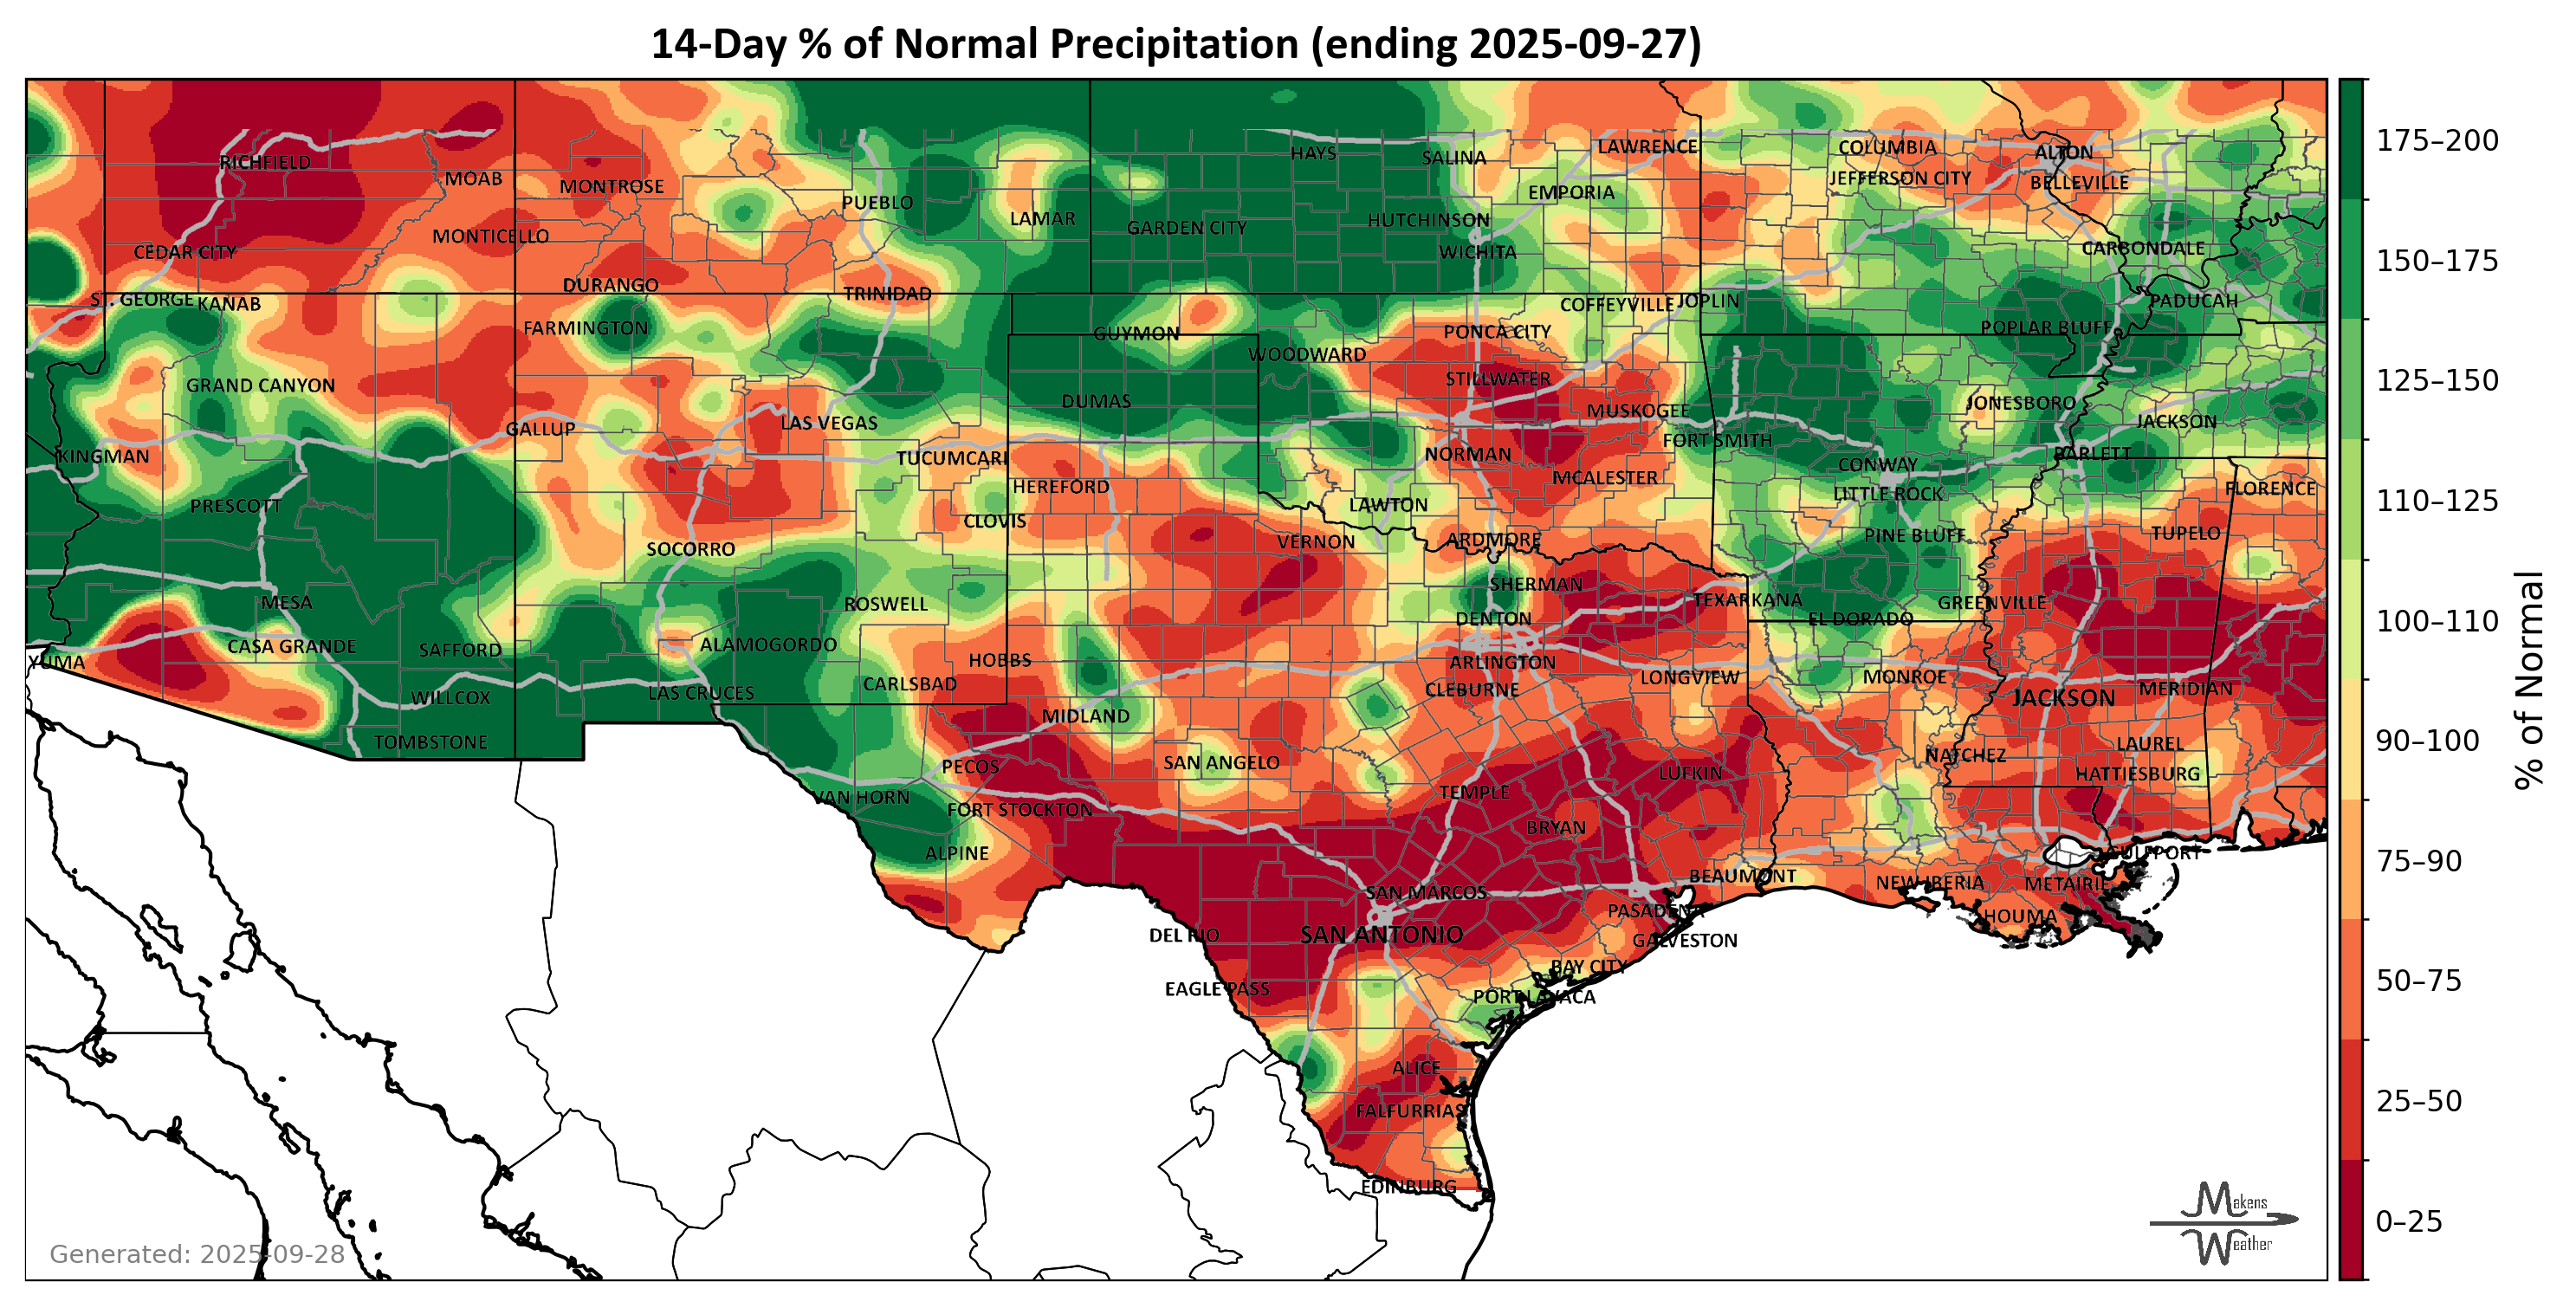 14-Day % of Normal Precipitation (ending 2025-09-27)
RICHFIELD
MOAB
MONTROSE
PUEBLO
LAMAR
HAYS
SALINA
LAWRENCE
COLUMBIA
ALTON
JEFFERSON CITY
BELLEVILLE
EMPORIA
GARDEN CITY
HUTCHINSON
WICHITA
CEDAR CITY
MONTICELLO
CARBONDALE
DURANGO
TRINIDAD
ST. GEORGE
KANAB
FARMINGTON
GUYMON
PONCA CITY
COFFEYVILLE
JOPLIN
PADUCAH
POPLAR BLUFF
WOODWARD
GRAND CANYON
STILLWATER
DUMAS
LAS VEGAS
MUSKOGEE
JONESBORO
JACKSON
GALLUP
FORT SMITH
KINGMAN
TUCUMCARI
NORMAN
CONWAY
BARLETT
HEREFORD
MCALESTER
LITTLE ROCK
FLORENCE
PRESCOTT
CLOVIS
LAWTON
SOCORRO
VERNON
ARDMORE
PINE BLUFF
TUPELO
MESA
ROSWELL
SHERMAN
TEXARKANA
GREENVILLE
DENTON
EL DORADO
CASA GRANDE
SAFFORD
ALAMOGORDO
YUMA
HOBBS
ARLINGTON
WILLCOX
LAS CRUCES
CARLSBAD
CLEBURNE
LONGVIEW
MONROE
JACKSON
MERIDIAN
TOMBSTONE
MIDLAND
PECOS
SAN ANGELO
NATCHEZ
LAUREL
VAN HORN
FORT STOCKTON
TEMPLE
LUFKIN
HATTIESBURG
ALPINE
BRYAN
GULFPORT
SAN MARCOS
BEAUMONT
NEW IBERIA
METAIRIE
DEL RIO
SAN ANTONIO
PASADENA
GALVESTON
HOUMA
EAGLE PASS
BAY CITY
PORT LAVACA
ALICE
FALFURRIAS
EDINBURG
175–200
150–175
125–150
110–125
100–110
90–100
75–90
50–75
25–50
0–25
% of Normal
Makens
Weather
Generated: 2025-09-28